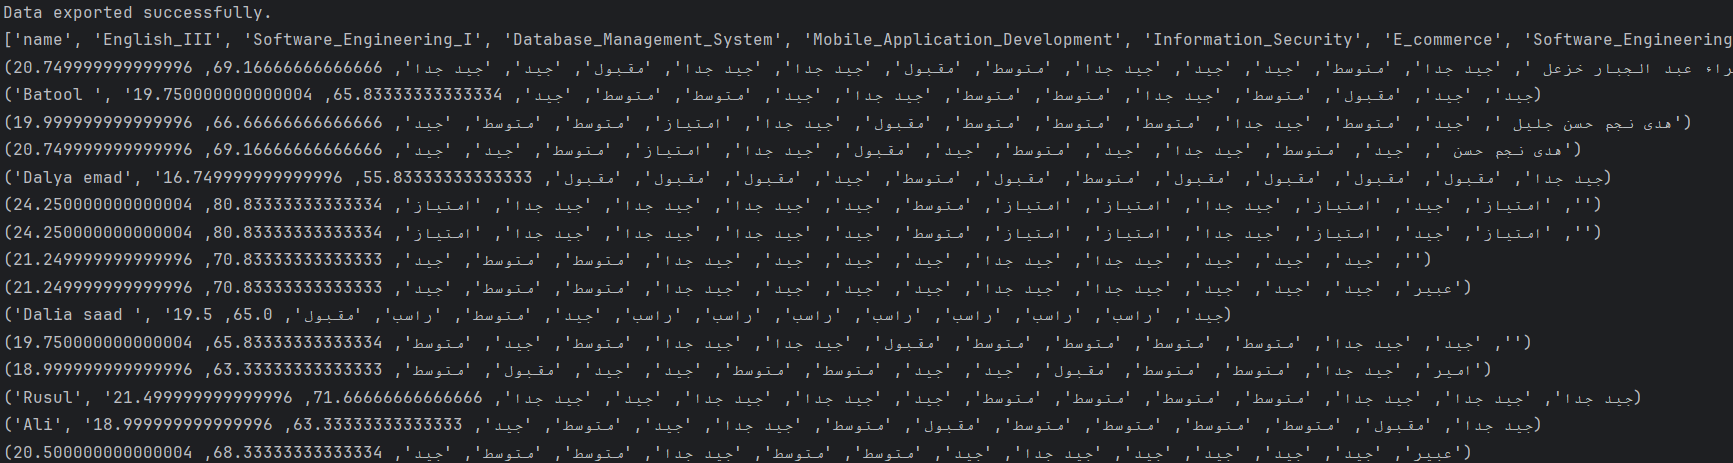 Data exported successfully.
['name', 'English_III', 'Software_Engineering_I', 'Database_Management_System', 'Mobile_Application_Development', 'Information_Security', 'E_commerce', 'Software_Engineering
راء عبد الجبار خزعل ', 'جيد جدا', 'متوسط', 'جيد', 'جيد جدا', 'متوسط', 'مقبول', 'جيد جدا', 'جيد جدا', 'مقبول', 'جيد', 'جيد', 'جيد جدا', 69.16666666666666, 20.749999999999996)
('Batool ', 'جيد', 'جيد', 'مقبول', 'متوسط', 'جيد جدا', 'متوسط', 'متوسط', 'جيد جدا', 'جيد', 'متوسط', 'متوسط', 'جيد', 65.83333333333334, 19.750000000000004)
('هدى نجم حسن جليل ', 'جيد', 'متوسط', 'جيد جدا', 'متوسط', 'متوسط', 'متوسط', 'مقبول', 'جيد جدا', 'امتياز', 'متوسط', 'متوسط', 'جيد', 66.66666666666666, 19.999999999999996)
('هدى نجم حسن ', 'جيد', 'متوسط', 'جيد جدا', 'جيد', 'متوسط', 'جيد', 'مقبول', 'جيد جدا', 'امتياز', 'متوسط', 'جيد', 'جيد', 69.16666666666666, 20.749999999999996)
('Dalya emad', 'جيد جدا', 'مقبول', 'مقبول', 'مقبول', 'مقبول', 'متوسط', 'مقبول', 'متوسط', 'جيد', 'مقبول', 'مقبول', 'مقبول', 55.83333333333333, 16.749999999999996)
('', 'امتياز', 'جيد', 'امتياز', 'جيد جدا', 'امتياز', 'امتياز', 'متوسط', 'جيد', 'جيد جدا', 'جيد جدا', 'جيد جدا', 'امتياز', 80.83333333333334, 24.250000000000004)
('', 'امتياز', 'جيد', 'امتياز', 'جيد جدا', 'امتياز', 'امتياز', 'متوسط', 'جيد', 'جيد جدا', 'جيد جدا', 'جيد جدا', 'امتياز', 80.83333333333334, 24.250000000000004)
('', 'جيد', 'جيد', 'جيد', 'جيد جدا', 'جيد جدا', 'جيد', 'جيد', 'جيد', 'جيد جدا', 'متوسط', 'متوسط', 'جيد', 70.83333333333333, 21.249999999999996)
('عبير', 'جيد', 'جيد', 'جيد', 'جيد جدا', 'جيد جدا', 'جيد', 'جيد', 'جيد', 'جيد جدا', 'متوسط', 'متوسط', 'جيد', 70.83333333333333, 21.249999999999996)
('Dalia saad ', 'جيد', 'راسب', 'راسب', 'راسب', 'راسب', 'راسب', 'راسب', 'راسب', 'جيد', 'متوسط', 'راسب', 'مقبول', 65.0, 19.5)
('', 'جيد', 'جيد جدا', 'متوسط', 'متوسط', 'متوسط', 'متوسط', 'مقبول', 'جيد جدا', 'جيد جدا', 'متوسط', 'جيد', 'متوسط', 65.83333333333334, 19.750000000000004)
('امير', 'جيد جدا', 'متوسط', 'متوسط', 'مقبول', 'جيد', 'جيد', 'متوسط', 'متوسط', 'جيد', 'جيد', 'مقبول', 'متوسط', 63.33333333333333, 18.999999999999996)
('Rusul', 'جيد جدا', 'جيد جدا', 'جيد جدا', 'متوسط', 'متوسط', 'متوسط', 'متوسط', 'جيد', 'جيد جدا', 'جيد', 'جيد', 'جيد جدا', 71.66666666666666, 21.499999999999996)
('Ali', 'جيد جدا', 'مقبول', 'متوسط', 'متوسط', 'متوسط', 'متوسط', 'مقبول', 'متوسط', 'جيد جدا', 'جيد', 'متوسط', 'جيد', 63.33333333333333, 18.999999999999996)
('عبير', 'جيد', 'جيد', 'جيد', 'جيد', 'جيد جدا', 'جيد', 'متوسط', 'متوسط', 'جيد جدا', 'متوسط', 'متوسط', 'جيد', 68.33333333333334, 20.500000000000004)